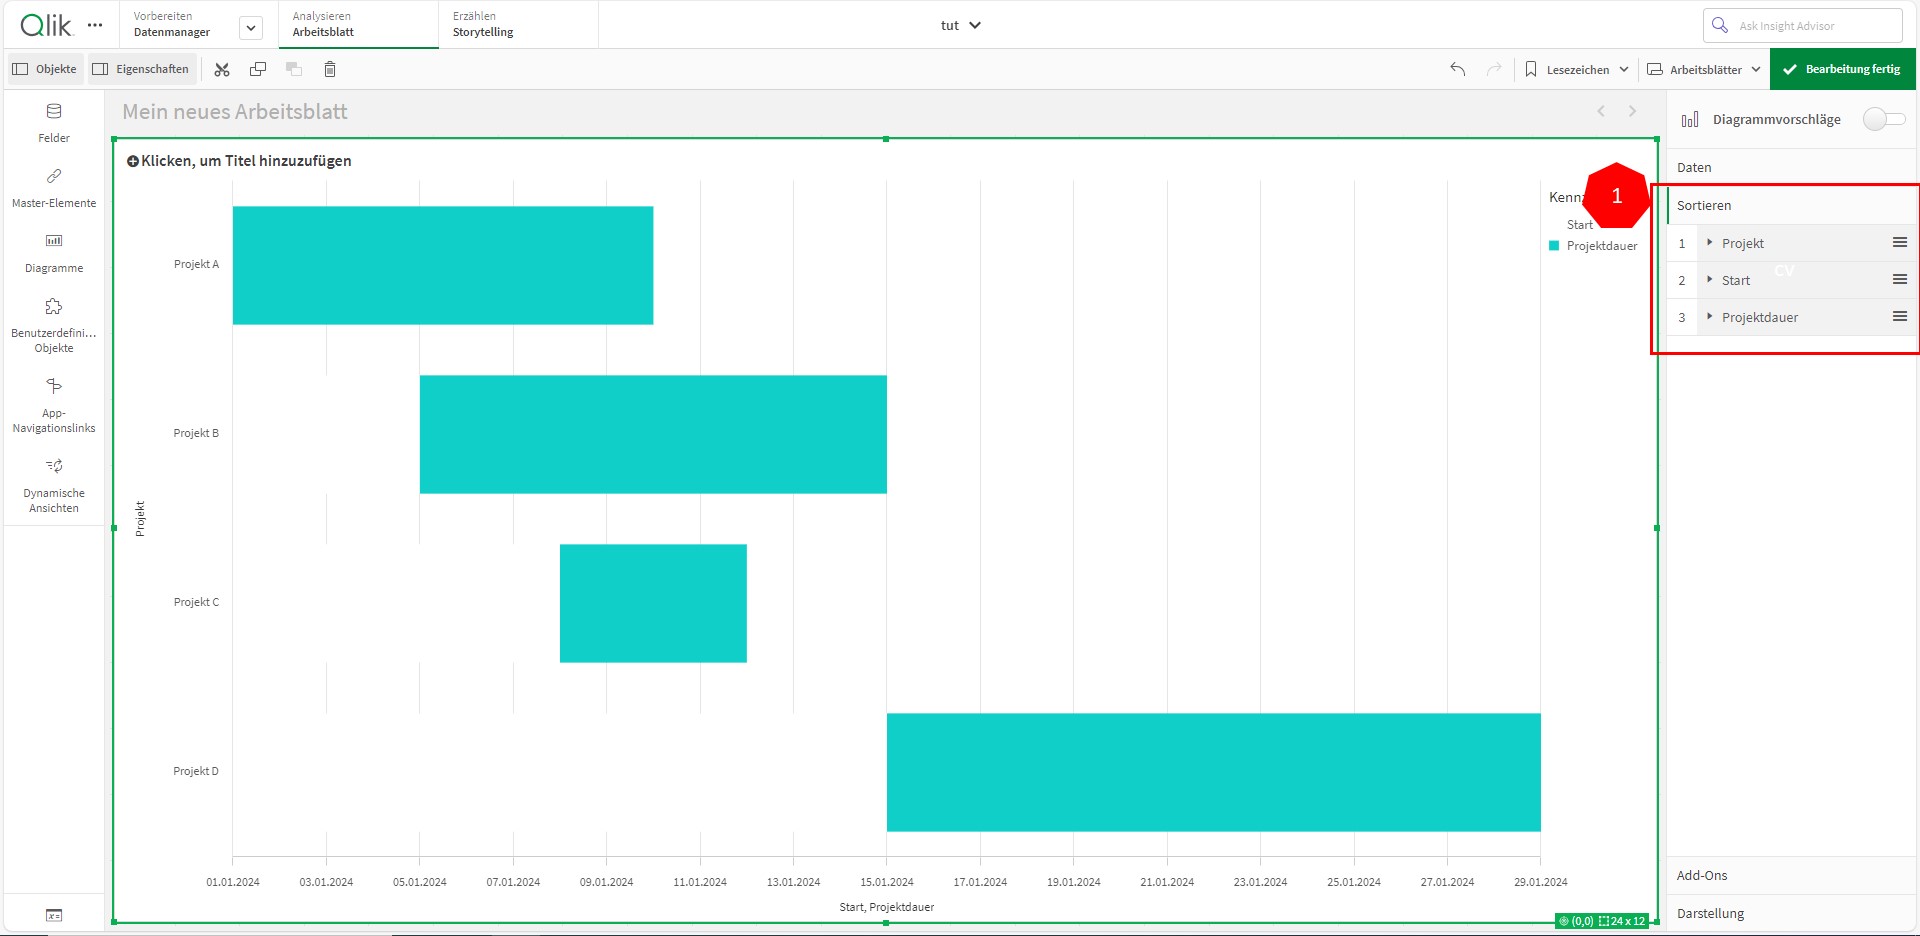 Qlik
Vorbereiten
Datenmanager
Analysieren
Arbeitsblatt
Erzählen
Storytelling
tut
Ask Insight Advisor
Objekte
Eigenschaften
Lesezeichen
Arbeitsblätter
Bearbeitung fertig
Felder
Master-Elemente
Diagramme
Benutzerdefini...
Objekte
App-
Navigationslinks
Dynamische
Ansichten
Mein neues Arbeitsblatt
Klicken, um Titel hinzuzufügen
Projekt
Projekt A
Projekt B
Projekt C
Projekt D
01.01.2024
03.01.2024
05.01.2024
07.01.2024
09.01.2024
11.01.2024
13.01.2024
15.01.2024
17.01.2024
19.01.2024
21.01.2024
23.01.2024
25.01.2024
27.01.2024
29.01.2024
Start, Projektdauer
(0,0) 24 x 12
Start
Projektdauer
1
Diagrammvorschläge
Daten
Sortieren
1 Projekt
CV
2 Start
3 Projektdauer
Add-Ons
Darstellung